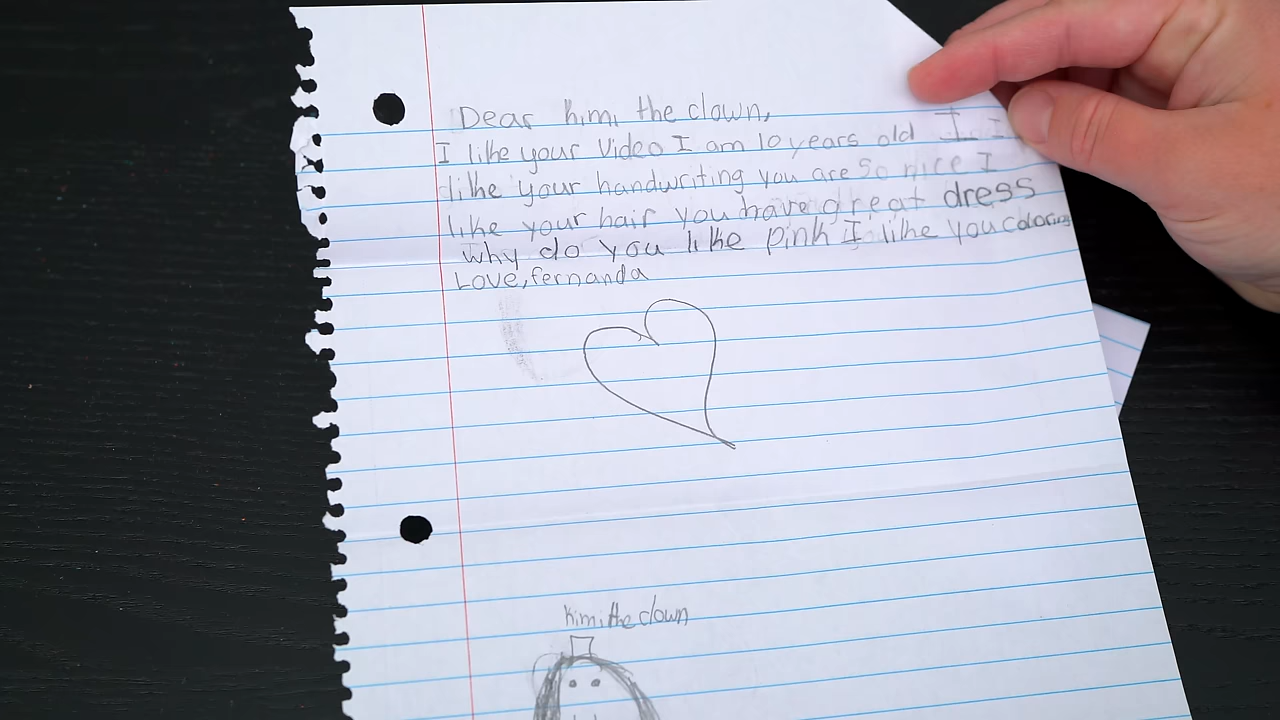 Dear kimi the clown,
I like your Video I am 10 years old I
like your handwriting you are so nice I
like your hair you have great dress
why do you like pink I like you coloring
Love, fernanda
kimi the clown